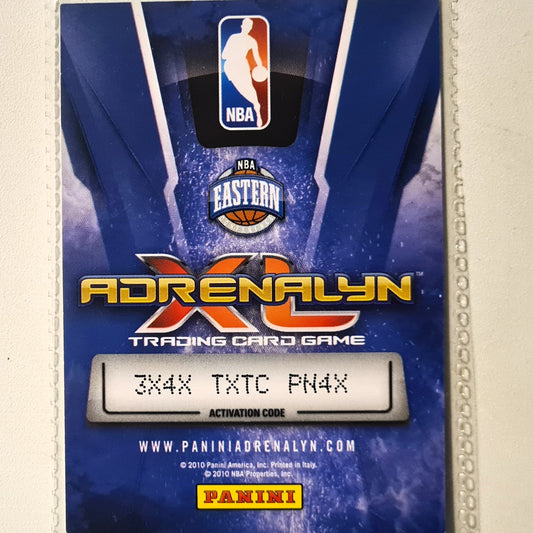 NBA
NBA
EASTERN
ADRENALYN™
XL
TRADING CARD GAME
3X4X TXTC PN4X
ACTIVATION CODE
WWW.PANINIADRENALYN.COM
© 2010 Panini America, Inc. Printed in Italy.
© 2010 NBA Properties, Inc.
PANINI